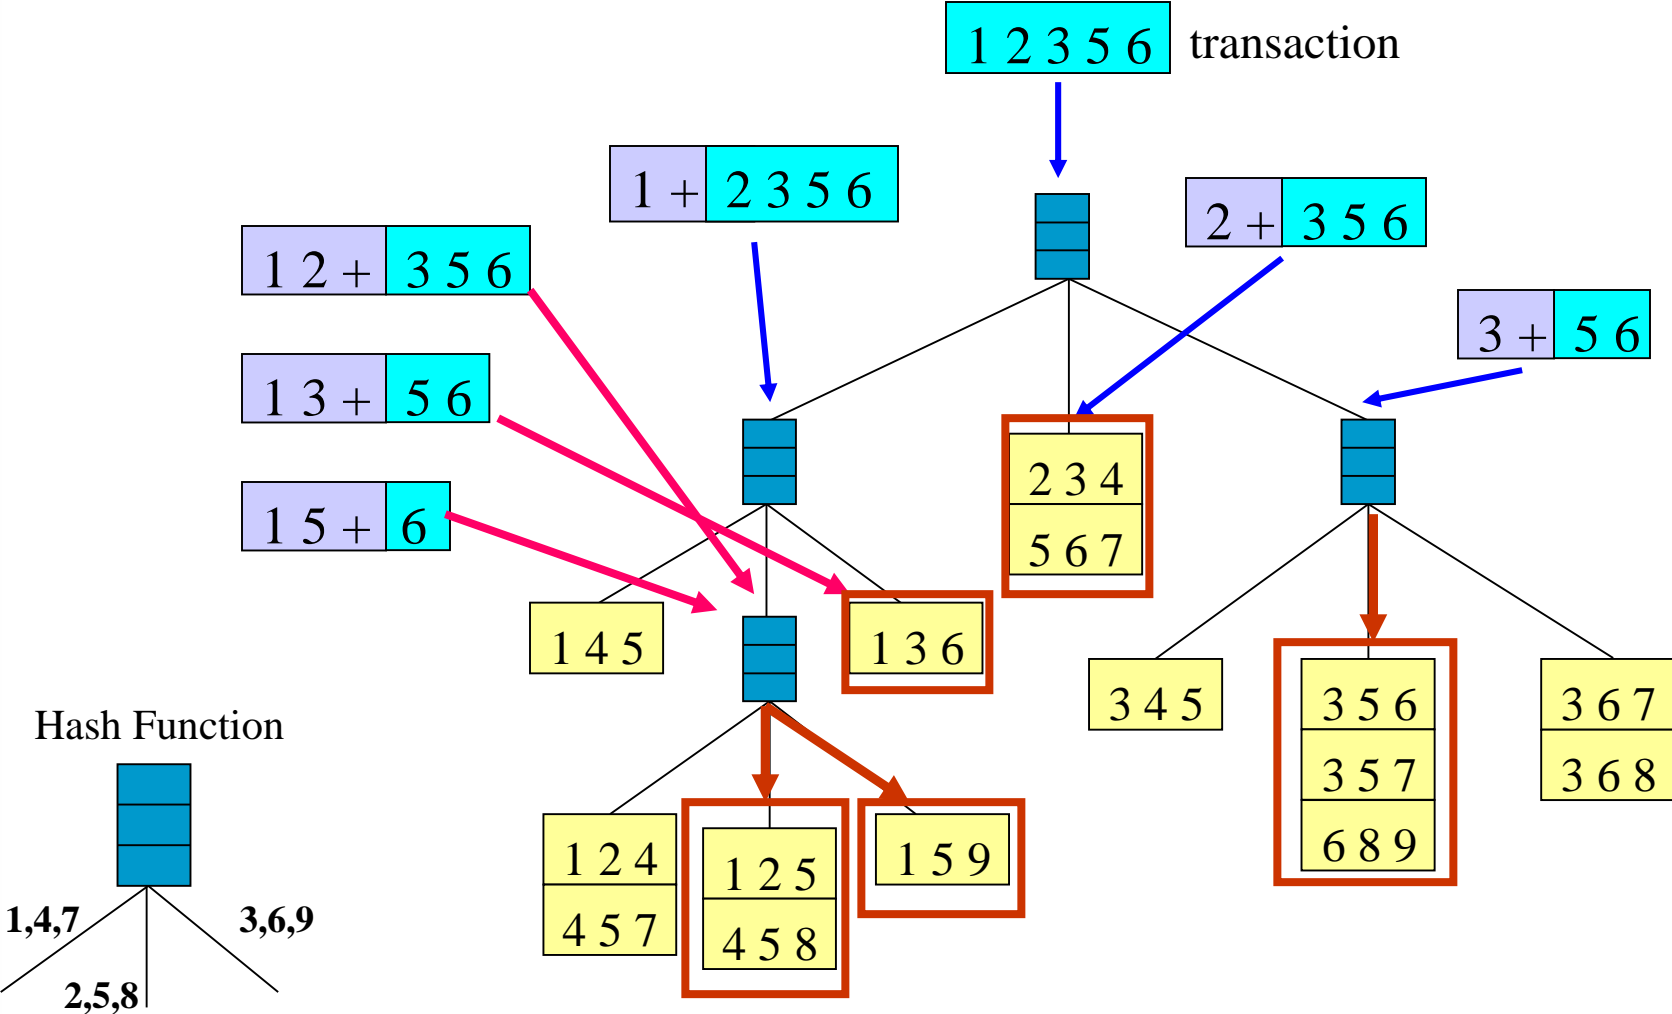 1 2 3 5 6 transaction
1 + 2 3 5 6
2 + 3 5 6
1 2 + 3 5 6
3 + 5 6
1 3 + 5 6
2 3 4
1 5 + 6
5 6 7
1 4 5
1 3 6
3 4 5
3 5 6
3 6 7
3 5 7
3 6 8
6 8 9
Hash Function
1 2 4
1 2 5
1 5 9
4 5 7
4 5 8
1,4,7
3,6,9
2,5,8